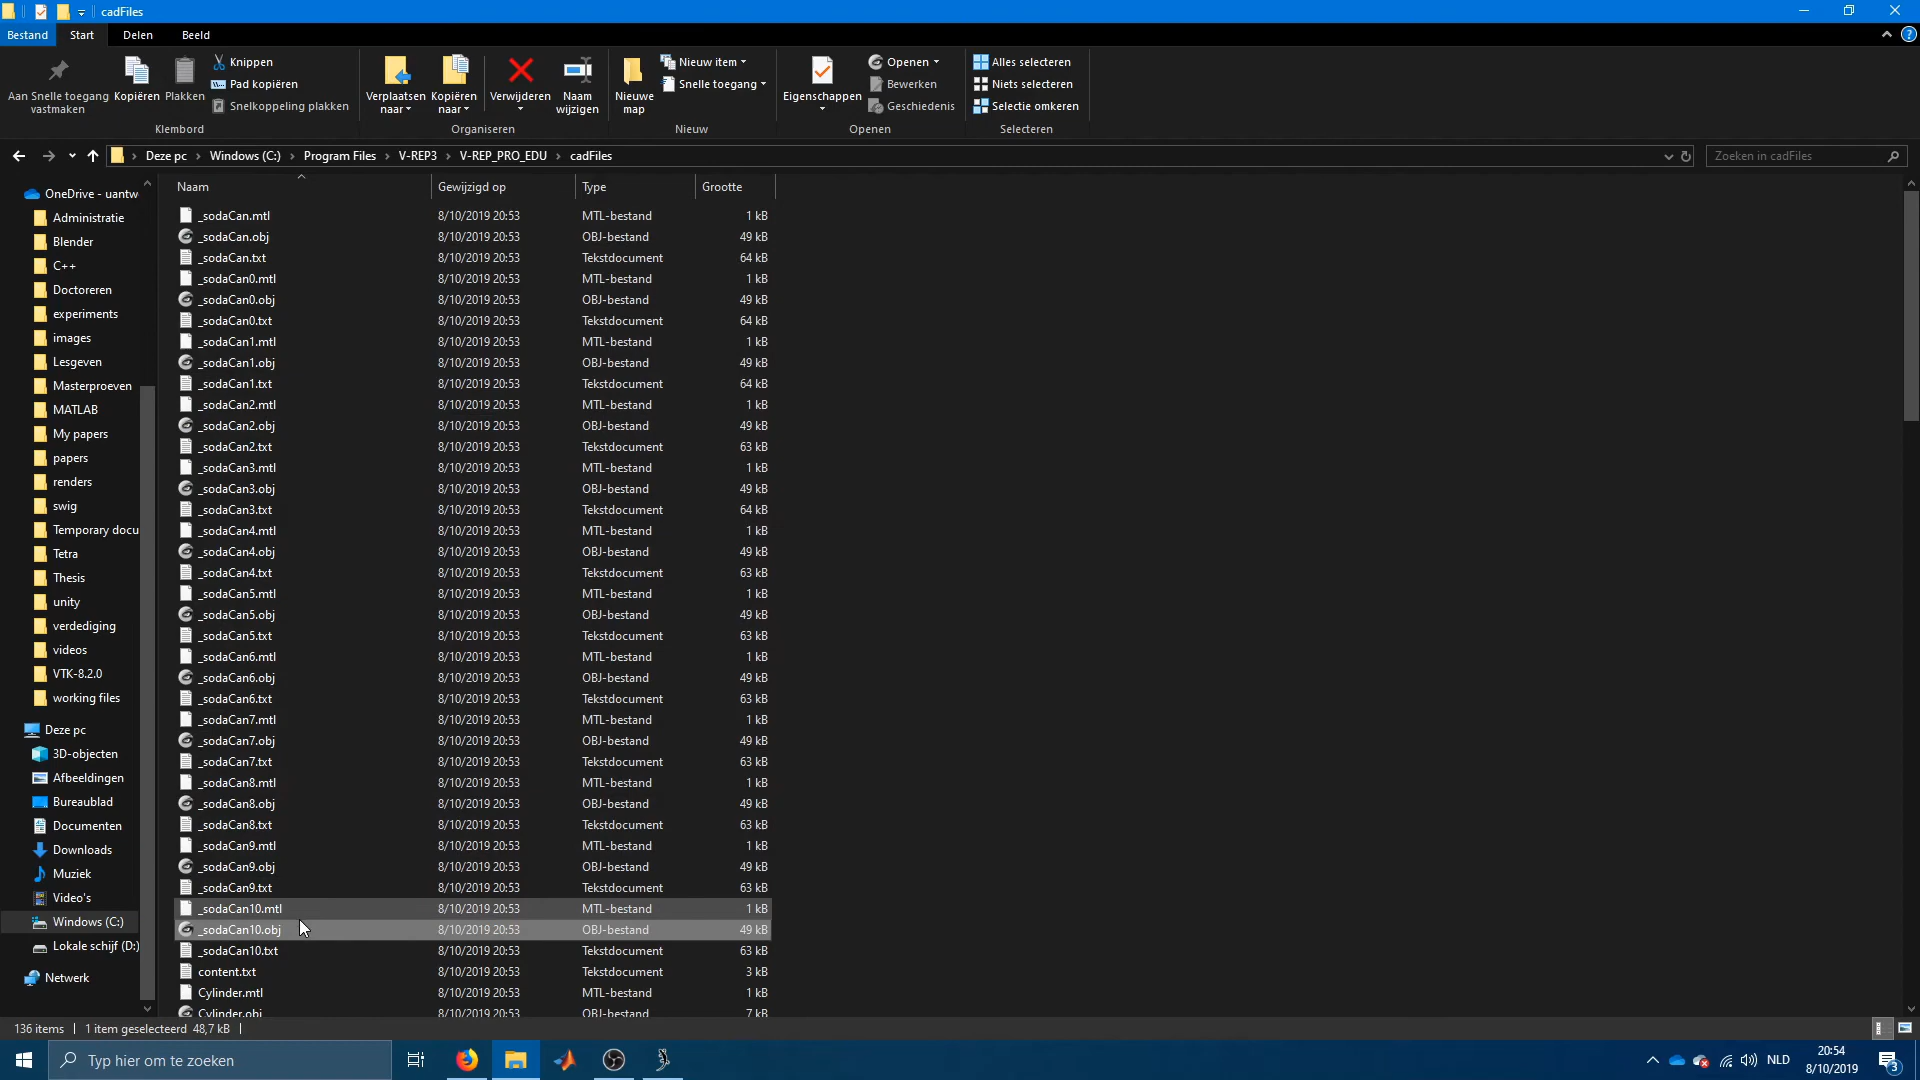 cadFiles
Bestand Start Delen Beeld
Aan Snelle toegang vastmaken
Kopiëren
Plakken
Knippen
Pad kopiëren
Snelkoppeling plakken
Verplaatsen naar
Kopiëren naar
Verwijderen
Naam wijzigen
Nieuwe map
Nieuw item
Snelle toegang
Eigenschappen
Openen
Bewerken
Geschiedenis
Alles selecteren
Niets selecteren
Selectie omkeren
Klembord Organiseren Nieuw Openen Selecteren
Deze pc Windows (C:) Program Files V-REP3 V-REP_PRO_EDU cadFiles
Zoeken in cadFiles
OneDrive - uantw
Administratie
Blender
C++
Doctoreren
experiments
images
Lesgeven
Masterproeven
MATLAB
My papers
papers
renders
swig
Temporary docu
Tetra
Thesis
unity
verdediging
videos
VTK-8.2.0
working files
Deze pc
3D-objecten
Afbeeldingen
Bureaublad
Documenten
Downloads
Muziek
Video's
Windows (C:)
Lokale schijf (D:)
Netwerk
Naam Gewijzigd op Type Grootte
_sodaCan.mtl 8/10/2019 20:53 MTL-bestand 1 kB
_sodaCan.obj 8/10/2019 20:53 OBJ-bestand 49 kB
_sodaCan.txt 8/10/2019 20:53 Tekstdocument 64 kB
_sodaCan0.mtl 8/10/2019 20:53 MTL-bestand 1 kB
_sodaCan0.obj 8/10/2019 20:53 OBJ-bestand 49 kB
_sodaCan0.txt 8/10/2019 20:53 Tekstdocument 64 kB
_sodaCan1.mtl 8/10/2019 20:53 MTL-bestand 1 kB
_sodaCan1.obj 8/10/2019 20:53 OBJ-bestand 49 kB
_sodaCan1.txt 8/10/2019 20:53 Tekstdocument 64 kB
_sodaCan2.mtl 8/10/2019 20:53 MTL-bestand 1 kB
_sodaCan2.obj 8/10/2019 20:53 OBJ-bestand 49 kB
_sodaCan2.txt 8/10/2019 20:53 Tekstdocument 63 kB
_sodaCan3.mtl 8/10/2019 20:53 MTL-bestand 1 kB
_sodaCan3.obj 8/10/2019 20:53 OBJ-bestand 49 kB
_sodaCan3.txt 8/10/2019 20:53 Tekstdocument 64 kB
_sodaCan4.mtl 8/10/2019 20:53 MTL-bestand 1 kB
_sodaCan4.obj 8/10/2019 20:53 OBJ-bestand 49 kB
_sodaCan4.txt 8/10/2019 20:53 Tekstdocument 63 kB
_sodaCan5.mtl 8/10/2019 20:53 MTL-bestand 1 kB
_sodaCan5.obj 8/10/2019 20:53 OBJ-bestand 49 kB
_sodaCan5.txt 8/10/2019 20:53 Tekstdocument 63 kB
_sodaCan6.mtl 8/10/2019 20:53 MTL-bestand 1 kB
_sodaCan6.obj 8/10/2019 20:53 OBJ-bestand 49 kB
_sodaCan6.txt 8/10/2019 20:53 Tekstdocument 63 kB
_sodaCan7.mtl 8/10/2019 20:53 MTL-bestand 1 kB
_sodaCan7.obj 8/10/2019 20:53 OBJ-bestand 49 kB
_sodaCan7.txt 8/10/2019 20:53 Tekstdocument 63 kB
_sodaCan8.mtl 8/10/2019 20:53 MTL-bestand 1 kB
_sodaCan8.obj 8/10/2019 20:53 OBJ-bestand 49 kB
_sodaCan8.txt 8/10/2019 20:53 Tekstdocument 63 kB
_sodaCan9.mtl 8/10/2019 20:53 MTL-bestand 1 kB
_sodaCan9.obj 8/10/2019 20:53 OBJ-bestand 49 kB
_sodaCan9.txt 8/10/2019 20:53 Tekstdocument 63 kB
_sodaCan10.mtl 8/10/2019 20:53 MTL-bestand 1 kB
_sodaCan10.obj 8/10/2019 20:53 OBJ-bestand 49 kB
_sodaCan10.txt 8/10/2019 20:53 Tekstdocument 63 kB
content.txt 8/10/2019 20:53 Tekstdocument 3 kB
Cylinder.mtl 8/10/2019 20:53 MTL-bestand 1 kB
Cylinder.obj 8/10/2019 20:53 OBJ-bestand 7 kB
136 items 1 item geselecteerd 48,7 kB
Typ hier om te zoeken
NLD
20:54
8/10/2019
3